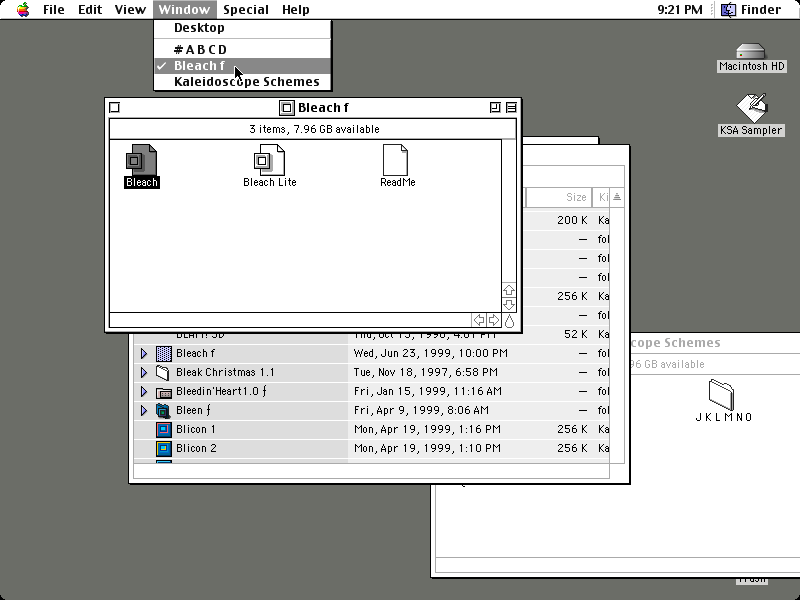 File Edit View Window Special Help 9:21 PM Finder
Desktop
# A B C D
✓ Bleach f
Kaleidoscope Schemes
Macintosh HD
KSA Sampler
Bleach f
3 items, 7.96 GB available
Bleach Bleach Lite ReadMe
Size Ki
200 K Ka
— fol
— fol
— fol
256 K Ka
— fol
52 K Ka
Bleach f Wed, Jun 23, 1999, 10:00 PM — fol
Bleak Christmas 1.1 Tue, Nov 18, 1997, 6:58 PM — fol
Bleedin'Heart1.0 ƒ Fri, Jan 15, 1999, 11:16 AM — fol
Bleen ƒ Fri, Apr 9, 1999, 8:06 AM — fol
Blicon 1 Mon, Apr 19, 1999, 1:16 PM 256 K Ka
Blicon 2 Mon, Apr 19, 1999, 1:10 PM 256 K Ka
cope Schemes
96 GB available
J K L M N O